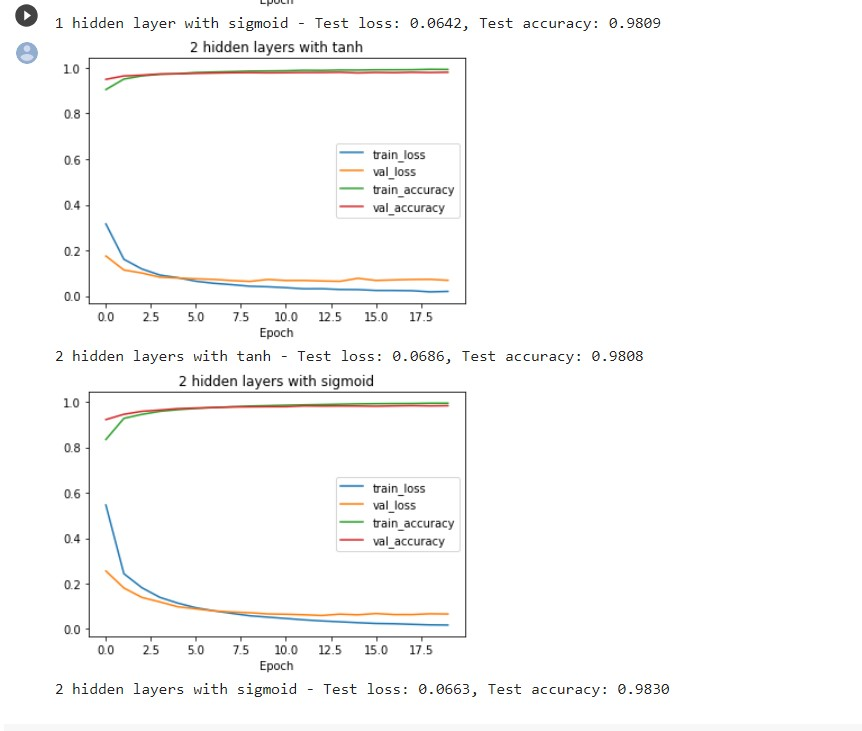 Epoch
1 hidden layer with sigmoid - Test loss: 0.0642, Test accuracy: 0.9809
2 hidden layers with tanh
1.0
0.8
0.6
0.4
0.2
0.0
train_loss
val_loss
train_accuracy
val_accuracy
0.0 2.5 5.0 7.5 10.0 12.5 15.0 17.5
Epoch
2 hidden layers with tanh - Test loss: 0.0686, Test accuracy: 0.9808
2 hidden layers with sigmoid
1.0
0.8
0.6
0.4
0.2
0.0
train_loss
val_loss
train_accuracy
val_accuracy
0.0 2.5 5.0 7.5 10.0 12.5 15.0 17.5
Epoch
2 hidden layers with sigmoid - Test loss: 0.0663, Test accuracy: 0.9830